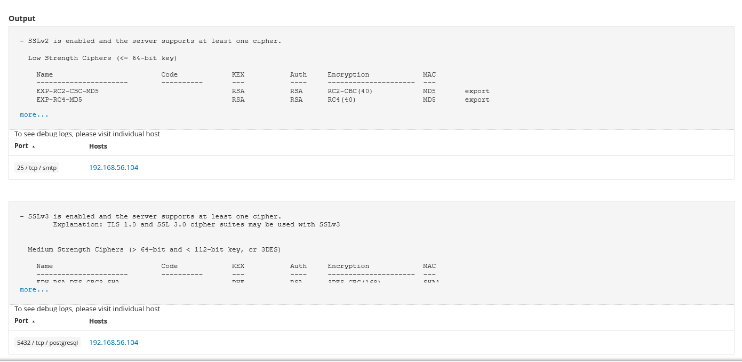 Output
- SSLv2 is enabled and the server supports at least one cipher.
Low Strength Ciphers (<= 64-bit key)
Name Code KEX Auth Encryption MAC
---------------------- ---------- --- ---- --------------------- ---
EXP-RC2-CBC-MD5 RSA RSA RC2-CBC(40) MD5 export
EXP-RC4-MD5 RSA RSA RC4(40) MD5 export
more...
To see debug logs, please visit individual host
Port ▲ Hosts
25 / tcp / smtp 192.168.56.104
- SSLv3 is enabled and the server supports at least one cipher.
Explanation: TLS 1.0 and SSL 3.0 cipher suites may be used with SSLv3
Medium Strength Ciphers (> 64-bit and < 112-bit key, or 3DES)
Name Code KEX Auth Encryption MAC
---------------------- ---------- --- ---- --------------------- ---
more...
To see debug logs, please visit individual host
Port ▲ Hosts
5432 / tcp / postgresql 192.168.56.104